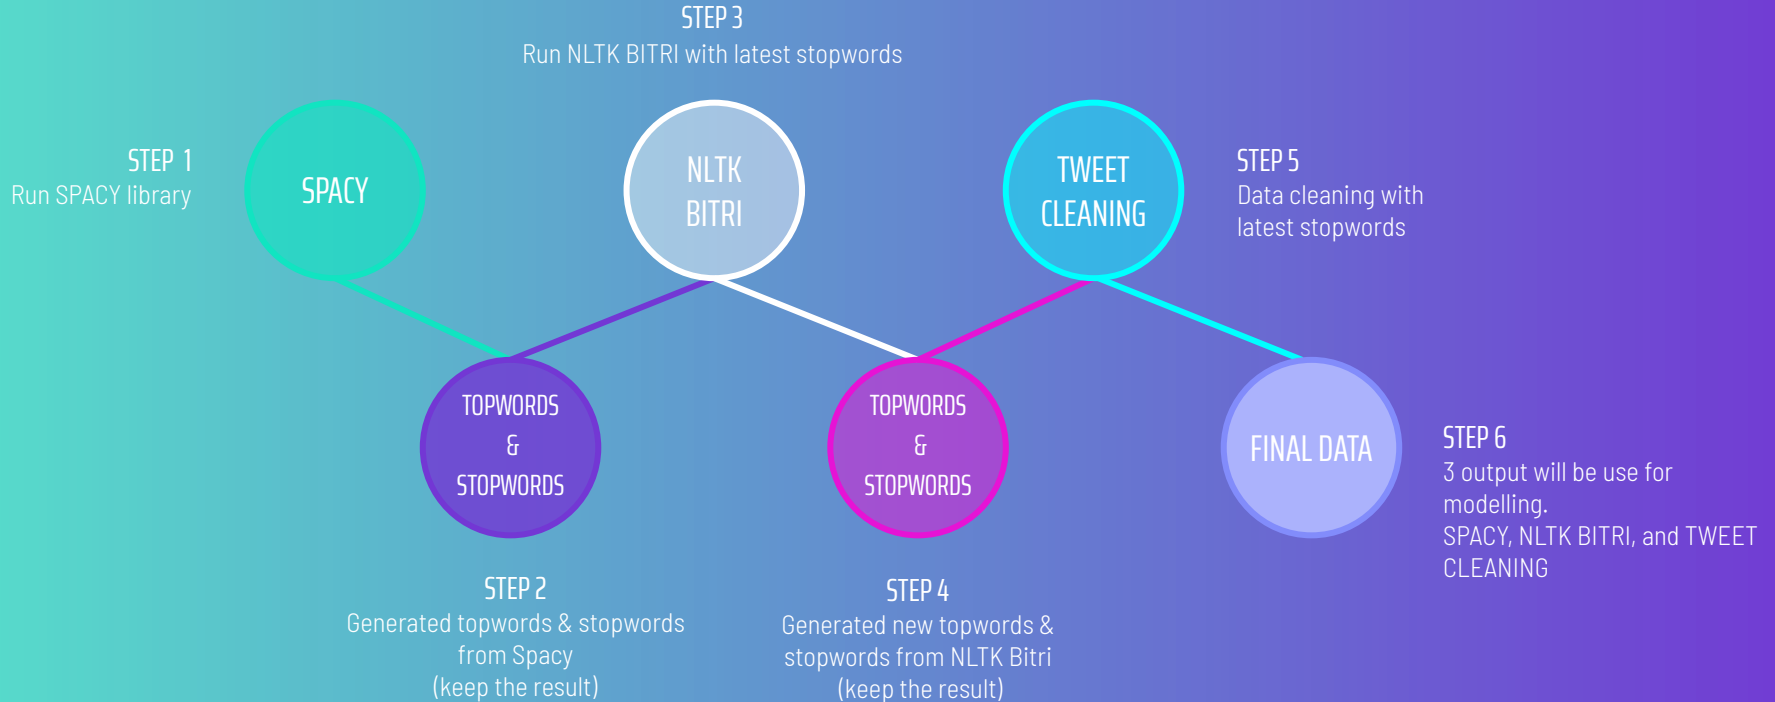 STEP 1
Run SPACY library
SPACY
TOPWORDS
&
STOPWORDS
STEP 2
Generated topwords & stopwords
from Spacy
(keep the result)
STEP 3
Run NLTK BITRI with latest stopwords
NLTK
BITRI
TOPWORDS
&
STOPWORDS
STEP 4
Generated new topwords &
stopwords from NLTK Bitri
(keep the result)
TWEET
CLEANING
STEP 5
Data cleaning with
latest stopwords
FINAL DATA
STEP 6
3 output will be use for
modelling.
SPACY, NLTK BITRI, and TWEET
CLEANING